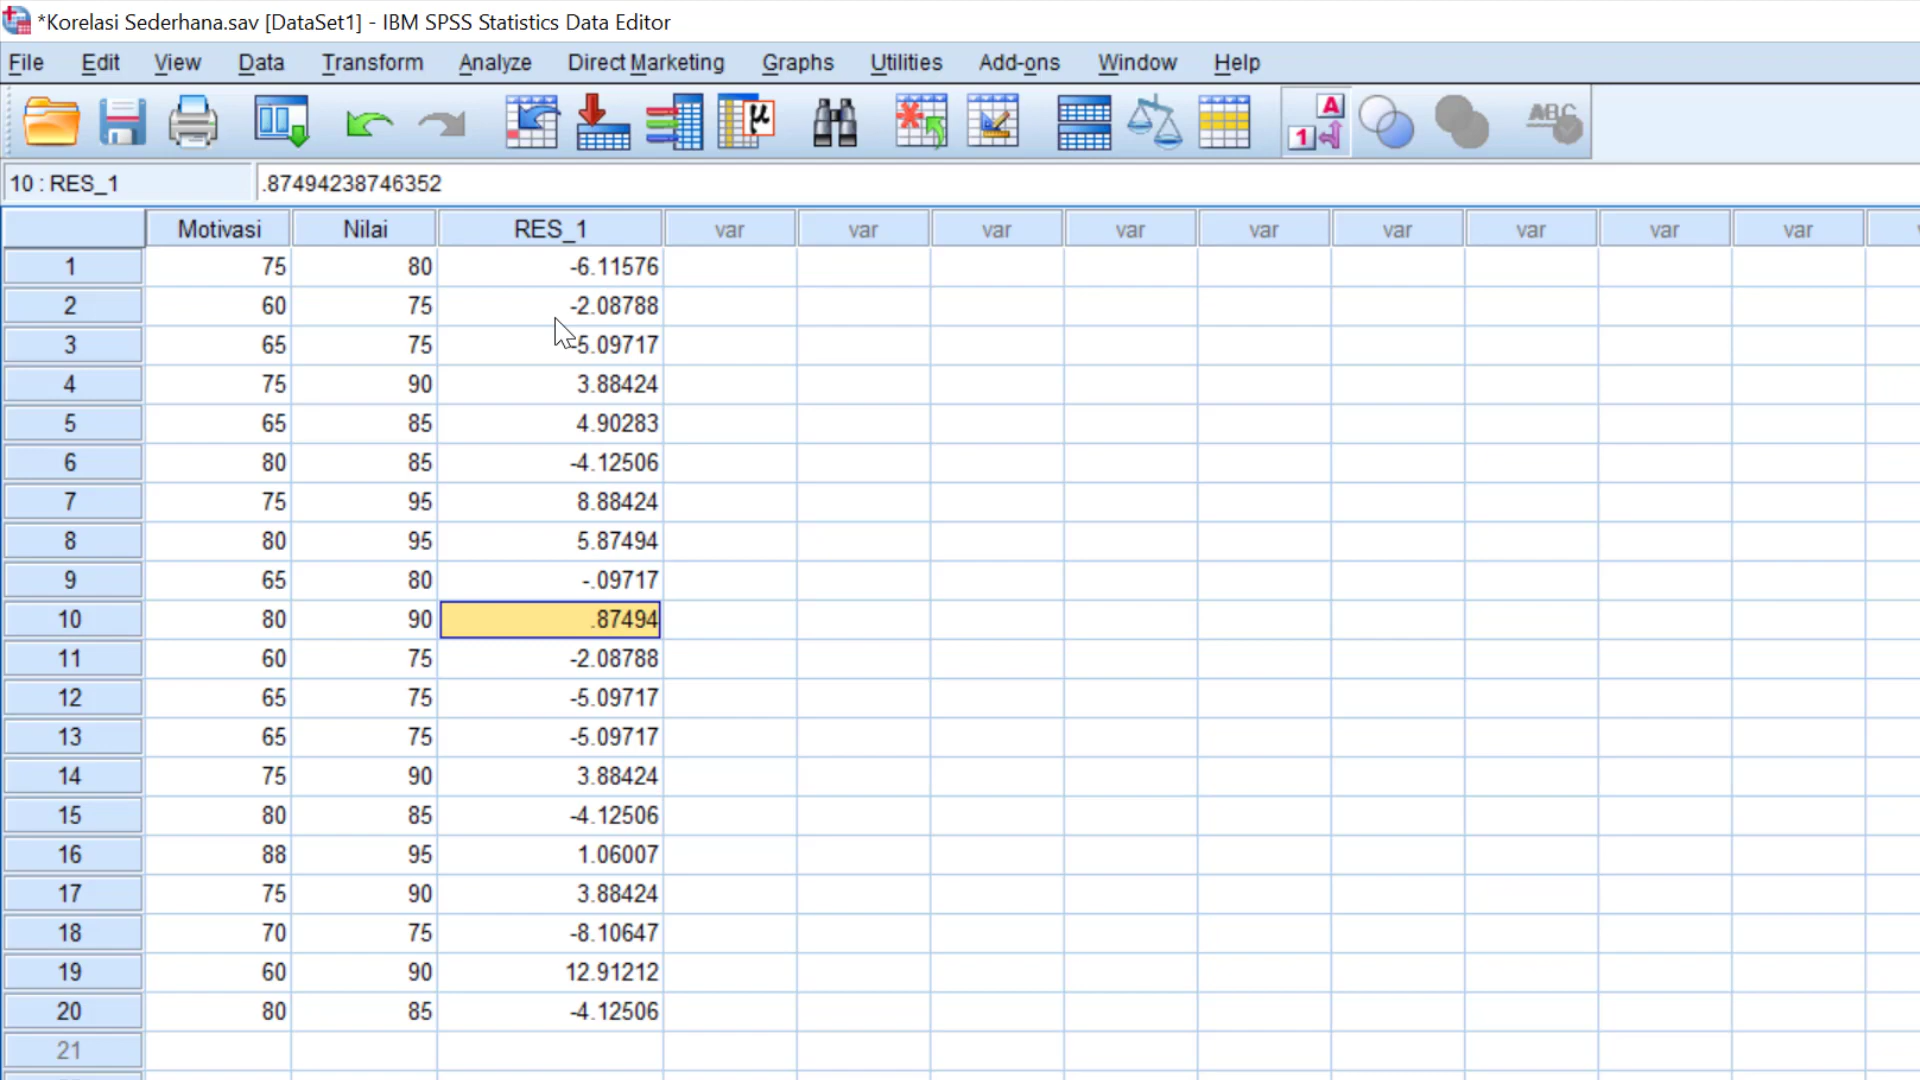 *Korelasi Sederhana.sav [DataSet1] - IBM SPSS Statistics Data Editor
File Edit View Data Transform Analyze Direct Marketing Graphs Utilities Add-ons Window Help
μ A 1 ABC
10 : RES_1 .87494238746352
Motivasi Nilai RES_1 var var var var var var var var var
1 75 80 -6.11576
2 60 75 -2.08788
3 65 75 -5.09717
4 75 90 3.88424
5 65 85 4.90283
6 80 85 -4.12506
7 75 95 8.88424
8 80 95 5.87494
9 65 80 -.09717
10 80 90 .87494
11 60 75 -2.08788
12 65 75 -5.09717
13 65 75 -5.09717
14 75 90 3.88424
15 80 85 -4.12506
16 88 95 1.06007
17 75 90 3.88424
18 70 75 -8.10647
19 60 90 12.91212
20 80 85 -4.12506
21